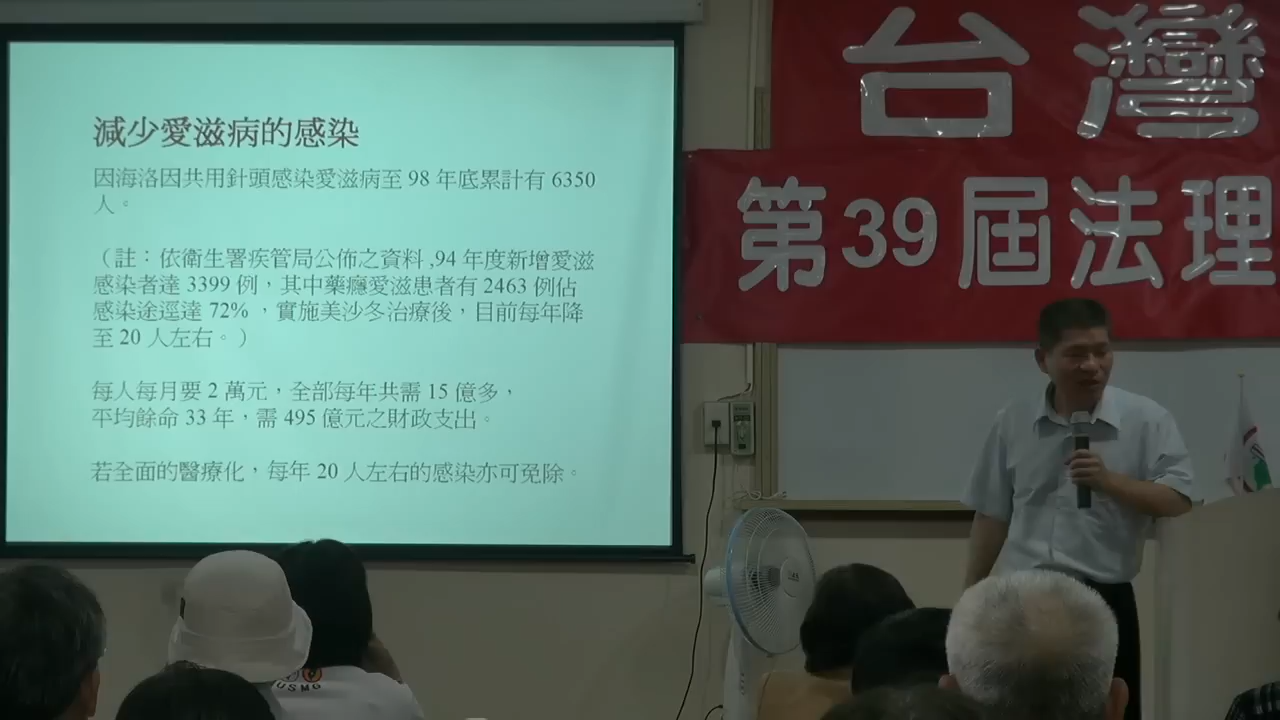 減少愛滋病的感染
因海洛因共用針頭感染愛滋病至 98 年底累計有 6350
人。
（註：依衛生署疾管局公佈之資料,94 年度新增愛滋
感染者達 3399 例，其中藥癮愛滋患者有 2463 例佔
感染途逕達 72% ，實施美沙冬治療後，目前每年降
至 20 人左右。）
每人每月要 2 萬元，全部每年共需 15 億多，
平均餘命 33 年，需 495 億元之財政支出。
若全面的醫療化，每年 20 人左右的感染亦可免除。
台灣
第39屆法理
USMG